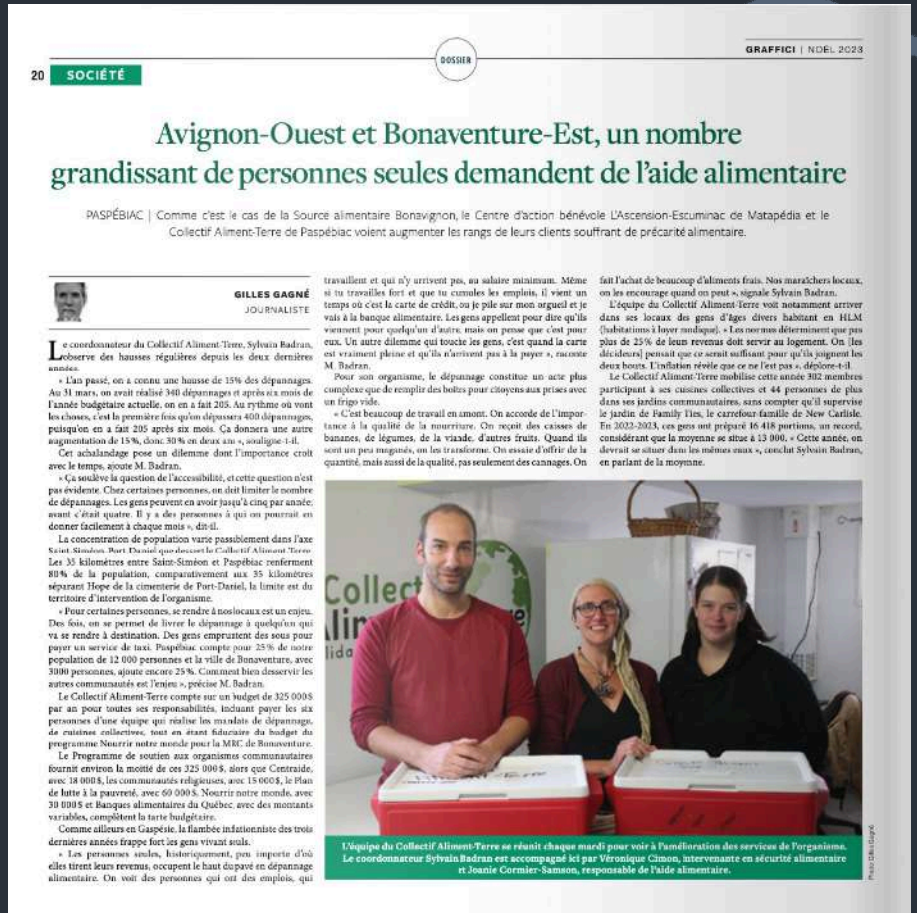 GRAFFICI | NOËL 2023
DOSSIER
20 SOCIÉTÉ
Avignon-Ouest et Bonaventure-Est, un nombre
grandissant de personnes seules demandent de l'aide alimentaire
PASPÉBIAC | Comme c'est le cas de la Source alimentaire Bonavignon, le Centre d'action bénévole L'Ascension-Escuminac de Matapédia et le
Collectif Aliment-Terre de Paspébiac voient augmenter les rangs de leurs clients souffrant de précarité alimentaire.
GILLES GAGNÉ
JOURNALISTE
Le coordonnateur du Collectif Aliment-Terre, Sylvain Badran,
observe des hausses régulières depuis les deux dernières
années.
« L'an passé, on a connu une hausse de 15% des dépannages.
Au 31 mars, on avait réalisé 340 dépannages et après six mois de
l'année budgétaire actuelle, on en a fait 205. Au rythme où vont
les choses, c'est la première fois qu'on dépassera 400 dépannages,
puisqu'on en a fait 205 après six mois. Ça donnera une autre
augmentation de 15%, donc 30% en deux ans », souligne-t-il.
Cet achalandage pose un dilemme dont l'importance croît
avec le temps, ajoute M. Badran.
« Ça soulève la question de l'accessibilité, et cette question n'est
pas évidente. Chez certaines personnes, on doit limiter le nombre
de dépannages. Les gens peuvent en avoir jusqu'à cinq par année;
avant c'était quatre. Il y a des personnes à qui on pourrait en
donner facilement à chaque mois », dit-il.
La concentration de population varie passiblement dans l'axe
Saint-Siméon-Port-Daniel que dessert le Collectif Aliment-Terre.
Les 35 kilomètres entre Saint-Siméon et Paspébiac renferment
80% de la population, comparativement aux 35 kilomètres
séparant Hope de la cimenterie de Port-Daniel, la limite est du
territoire d'intervention de l'organisme.
« Pour certaines personnes, se rendre à nos locaux est un enjeu.
Des fois, on se permet de livrer le dépannage à quelqu'un qui
va se rendre à destination. Des gens empruntent des sous pour
payer un service de taxi. Paspébiac compte pour 25% de notre
population de 12 000 personnes et la ville de Bonaventure, avec
3000 personnes, ajoute encore 25%. Comment bien desservir les
autres communautés est l'enjeu », précise M. Badran.
Le Collectif Aliment-Terre compte sur un budget de 325 000$
par an pour toutes ses responsabilités, incluant payer les six
personnes d'une équipe qui réalise les mandats de dépannage,
de cuisines collectives, tout en étant fiduciaire du budget du
programme Nourrir notre monde pour la MRC de Bonaventure.
Le Programme de soutien aux organismes communautaires
fournit environ la moitié de ces 325 000$, alors que Centraide,
avec 18 000$, les communautés religieuses, avec 15 000$, le Plan
de lutte à la pauvreté, avec 60 000$, Nourrir notre monde, avec
30 000$ et Banques alimentaires du Québec, avec des montants
variables, complètent la tarte budgétaire.
Comme ailleurs en Gaspésie, la flambée inflationniste des trois
dernières années frappe fort les gens vivant seuls.
« Les personnes seules, historiquement, peu importe d'où
elles tirent leurs revenus, occupent le haut du pavé en dépannage
alimentaire. On voit des personnes qui ont des emplois, qui
travaillent et qui n'y arrivent pas, au salaire minimum. Même
si tu travailles fort et que tu cumules les emplois, il vient un
temps où c'est la carte de crédit, ou je pile sur mon orgueil et je
vais à la banque alimentaire. Les gens appellent pour dire qu'ils
viennent pour quelqu'un d'autre, mais on pense que c'est pour
eux. Un autre dilemme qui touche les gens, c'est quand la carte
est vraiment pleine et qu'ils n'arrivent pas à la payer », raconte
M. Badran.
Pour son organisme, le dépannage constitue un acte plus
complexe que de remplir des boîtes pour citoyens aux prises avec
un frigo vide.
« C'est beaucoup de travail en amont. On accorde de l'impor-
tance à la qualité de la nourriture. On reçoit des caisses de
bananes, de légumes, de la viande, d'autres fruits. Quand ils
sont un peu maganés, on les transforme. On essaie d'offrir de la
quantité, mais aussi de la qualité, pas seulement des cannages. On
fait l'achat de beaucoup d'aliments frais. Nos maraîchers locaux,
on les encourage quand on peut », signale Sylvain Badran.
L'équipe du Collectif Aliment-Terre voit notamment arriver
dans ses locaux des gens d'âges divers habitant en HLM
(habitations à loyer modique). « Les normes déterminent que pas
plus de 25% de leurs revenus doit servir au logement. On [les
décideurs] pensait que ce serait suffisant pour qu'ils joignent les
deux bouts. L'inflation révèle que ce ne l'est pas », déplore-t-il.
Le Collectif Aliment-Terre mobilise cette année 302 membres
participant à ses cuisines collectives et 44 personnes de plus
dans ses jardins communautaires, sans compter qu'il supervise
le jardin de Family Ties, le carrefour-famille de New Carlisle.
En 2022-2023, ces gens ont préparé 16 418 portions, un record,
considérant que la moyenne se situe à 13 000. « Cette année, on
devrait se situer dans les mêmes eaux », conclut Sylvain Badran,
en parlant de la moyenne.
Collect
L'équipe du Collectif Aliment-Terre se réunit chaque mardi pour voir à l'amélioration des services de l'organisme.
Le coordonnateur Sylvain Badran est accompagné ici par Véronique Cimon, intervenante en sécurité alimentaire
et Joanie Cormier-Samson, responsable de l'aide alimentaire.
Photo: Gilles Gagné